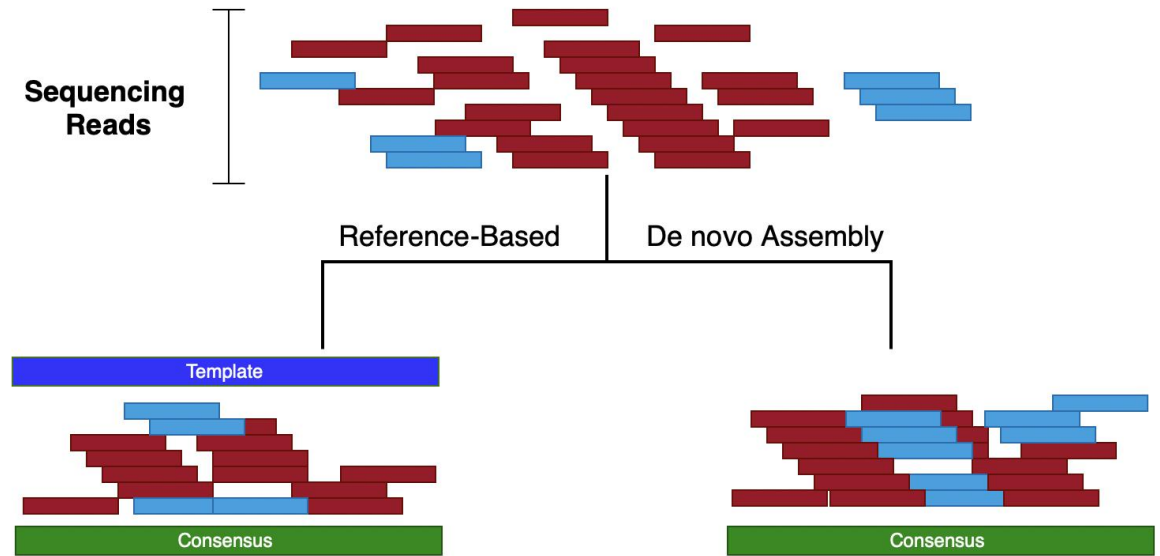 Sequencing
Reads
Reference-Based
De novo Assembly
Template
Consensus
Consensus